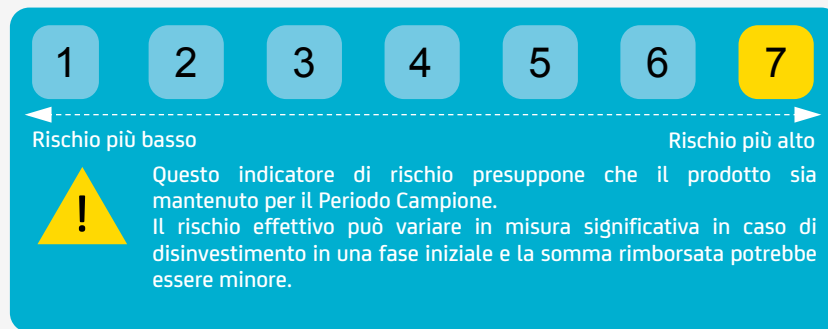 1 2 3 4 5 6 7
Rischio più basso Rischio più alto
!
Questo indicatore di rischio presuppone che il prodotto sia
mantenuto per il Periodo Campione.
Il rischio effettivo può variare in misura significativa in caso di
disinvestimento in una fase iniziale e la somma rimborsata potrebbe
essere minore.